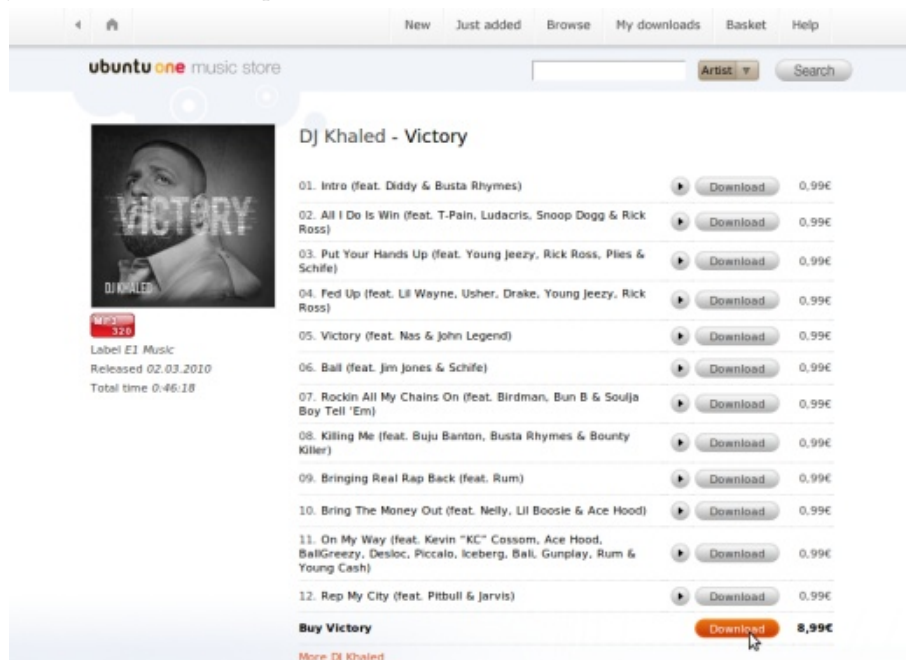 New Just added Browse My downloads Basket Help
ubuntu one music store
Artist
Search
VICTORY
DJ KHALED
MP3
320
Label E1 Music
Released 02.03.2010
Total time 0:46:18
DJ Khaled - Victory
01. Intro (feat. Diddy & Busta Rhymes) Download 0,99€
02. All I Do Is Win (feat. T-Pain, Ludacris, Snoop Dogg & Rick
Ross) Download 0,99€
03. Put Your Hands Up (feat. Young Jeezy, Rick Ross, Plies &
Schife) Download 0,99€
04. Fed Up (feat. Lil Wayne, Usher, Drake, Young Jeezy, Rick
Ross) Download 0,99€
05. Victory (feat. Nas & John Legend) Download 0,99€
06. Ball (feat. Jim Jones & Schife) Download 0,99€
07. Rockin All My Chains On (feat. Birdman, Bun B & Soulja
Boy Tell 'Em) Download 0,99€
08. Killing Me (feat. Buju Banton, Busta Rhymes & Bounty
Killer) Download 0,99€
09. Bringing Real Rap Back (feat. Rum) Download 0,99€
10. Bring The Money Out (feat. Nelly, Lil Boosie & Ace Hood) Download 0,99€
11. On My Way (feat. Kevin "KC" Cossom, Ace Hood,
BallGreezy, Desloc, Piccalo, Iceberg, Bali, Gunplay, Rum &
Young Cash) Download 0,99€
12. Rep My City (feat. Pitbull & Jarvis) Download 0,99€
Buy Victory Download 8,99€
More DJ Khaled